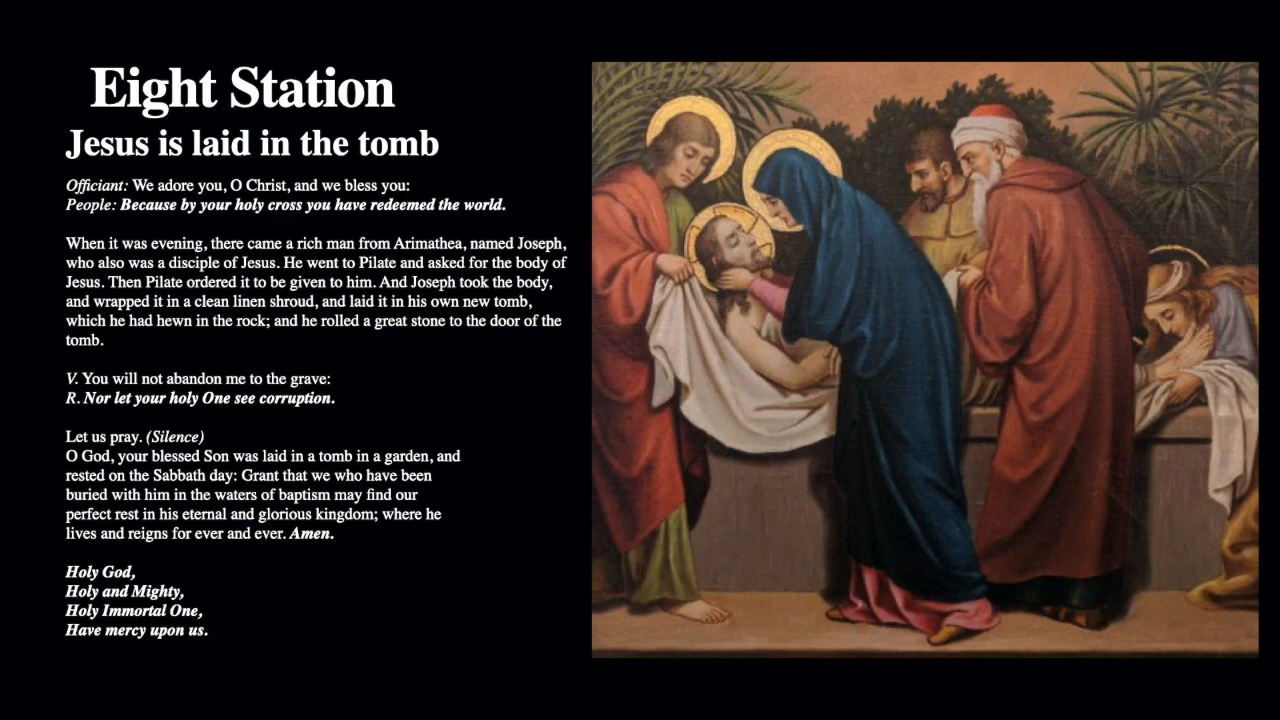 Eight Station
Jesus is laid in the tomb
Officiant: We adore you, O Christ, and we bless you:
People: Because by your holy cross you have redeemed the world.
When it was evening, there came a rich man from Arimathea, named Joseph,
who also was a disciple of Jesus. He went to Pilate and asked for the body of
Jesus. Then Pilate ordered it to be given to him. And Joseph took the body,
and wrapped it in a clean linen shroud, and laid it in his own new tomb,
which he had hewn in the rock; and he rolled a great stone to the door of the
tomb.
V. You will not abandon me to the grave:
R. Nor let your holy One see corruption.
Let us pray. (Silence)
O God, your blessed Son was laid in a tomb in a garden, and
rested on the Sabbath day: Grant that we who have been
buried with him in the waters of baptism may find our
perfect rest in his eternal and glorious kingdom; where he
lives and reigns for ever and ever. Amen.
Holy God,
Holy and Mighty,
Holy Immortal One,
Have mercy upon us.